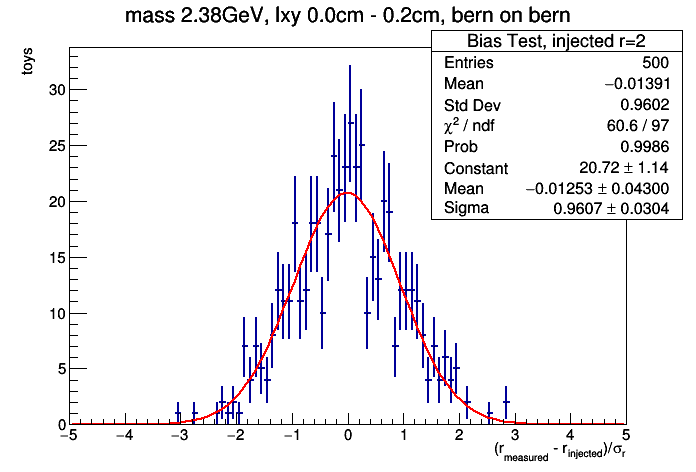 mass 2.38GeV, lxy 0.0cm - 0.2cm, bern on bern
Bias Test, injected r=2
Entries 500
Mean −0.01391
Std Dev 0.9602
χ² / ndf 60.6 / 97
Prob 0.9986
Constant 20.72 ± 1.14
Mean −0.01253 ± 0.04300
Sigma 0.9607 ± 0.0304
toys
30
25
20
15
10
5
0
−5 −4 −3 −2 −1 0 1 2 3 4 5
(r_measured - r_injected)/σ_r